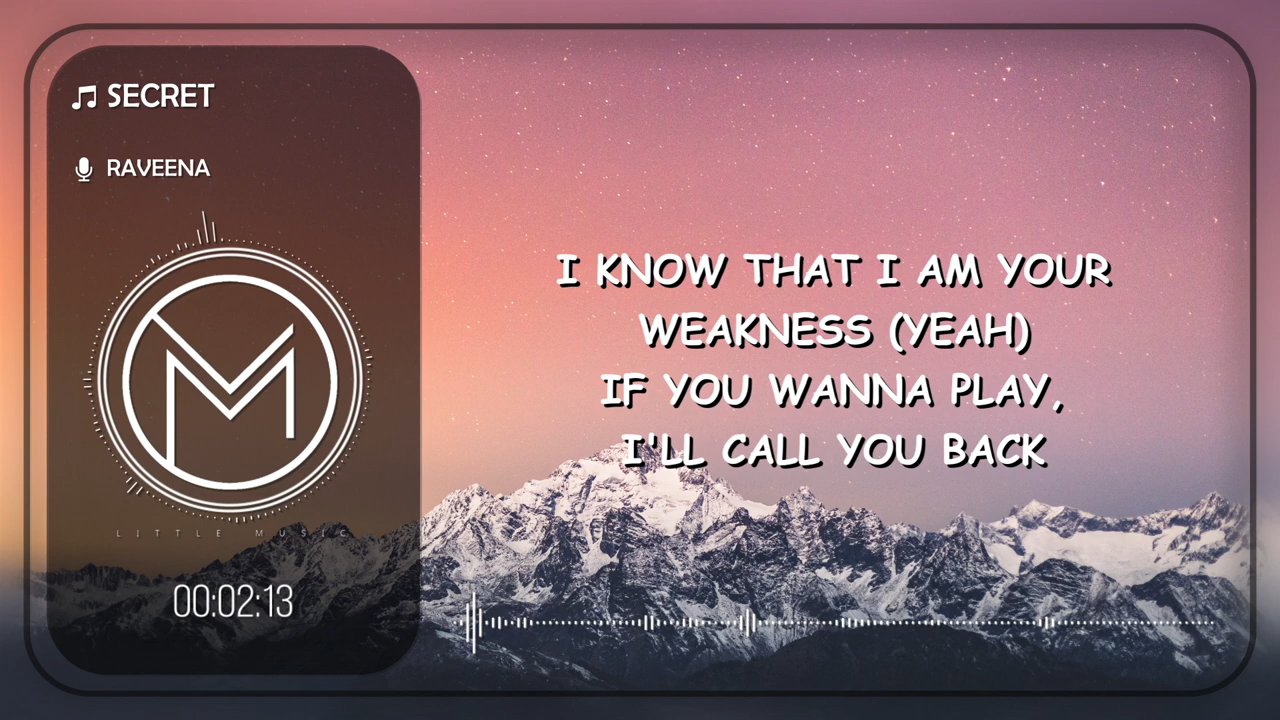 SECRET
RAVEENA
LITTLE MUSIC
00:02:13
I KNOW THAT I AM YOUR
WEAKNESS (YEAH)
IF YOU WANNA PLAY,
I'LL CALL YOU BACK